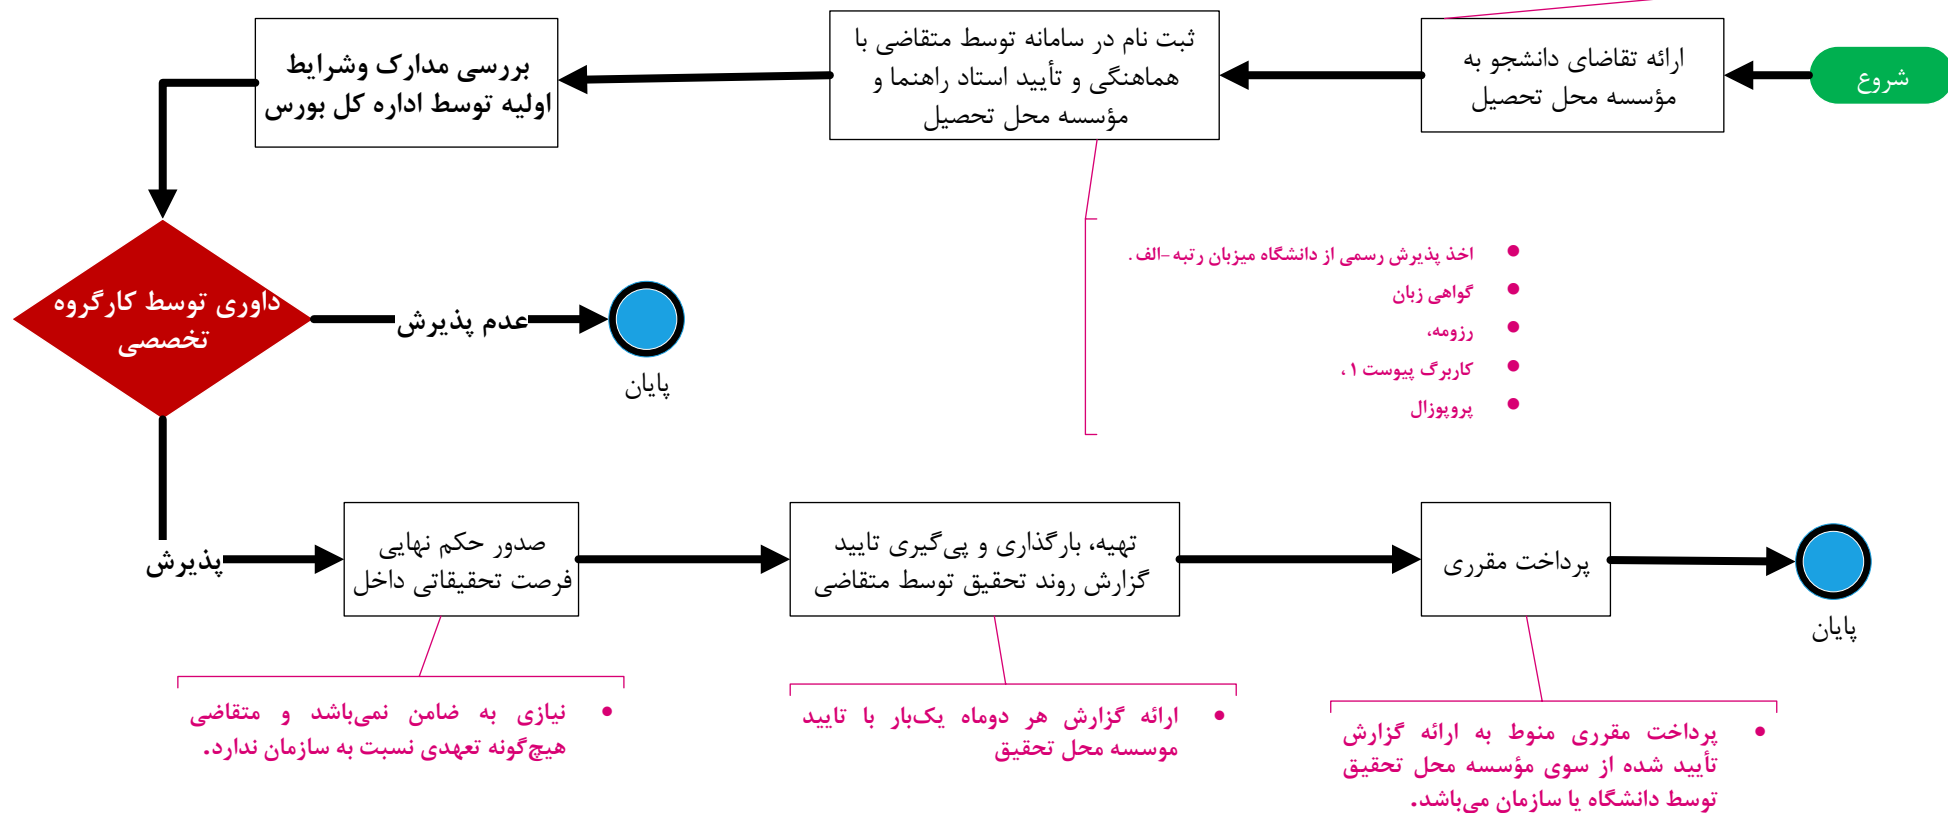 شروع
ارائه تقاضای دانشجو به
مؤسسه محل تحصیل
ثبت نام در سامانه توسط متقاضی با
هماهنگی و تأیید استاد راهنما و
مؤسسه محل تحصیل
بررسی مدارک وشرایط
اولیه توسط اداره کل بورس
• اخذ پذیرش رسمی از دانشگاه میزبان رتبه -الف.
• گواهی زبان
• رزومه،
• کاربرگ پیوست ۱،
• پروپوزال
داوری توسط کارگروه
تخصصی
عدم پذیرش
پایان
پذیرش
صدور حکم نهایی
فرصت تحقیقاتی داخل
تهیه، بارگذاری و پی‌گیری تایید
گزارش روند تحقیق توسط متقاضی
پرداخت مقرری
پایان
• نیازی به ضامن نمی‌باشد و متقاضی
هیچ‌گونه تعهدی نسبت به سازمان ندارد.
• ارائه گزارش هر دوماه یک‌بار با تایید
موسسه محل تحقیق
• پرداخت مقرری منوط به ارائه گزارش
تأیید شده از سوی مؤسسه محل تحقیق
توسط دانشگاه یا سازمان می‌باشد.